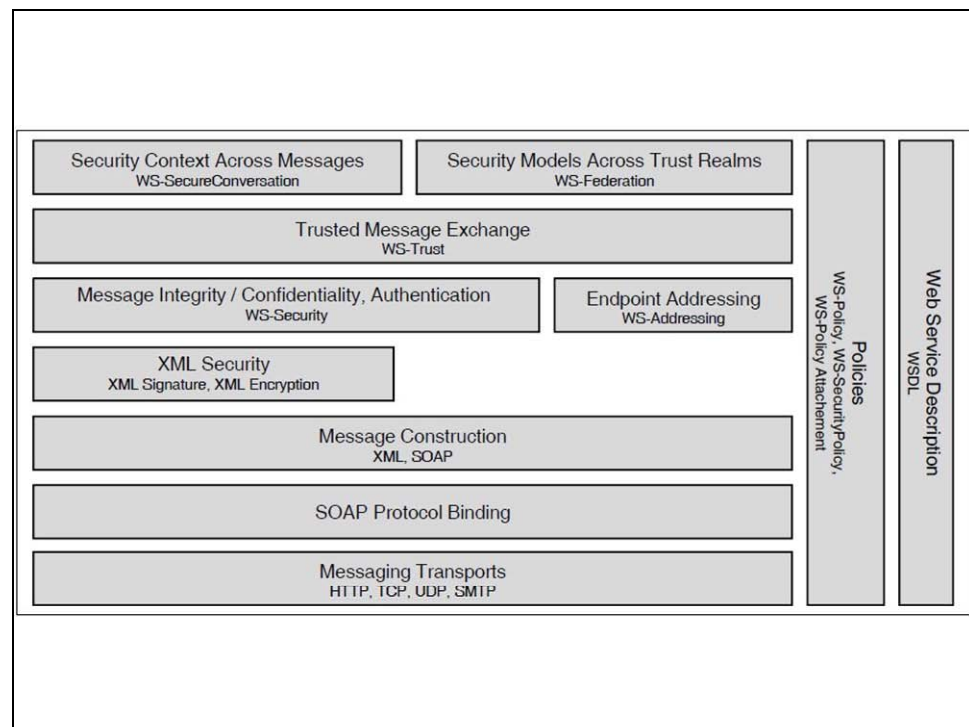 Security Context Across Messages
WS-SecureConversation
Security Models Across Trust Realms
WS-Federation
Trusted Message Exchange
WS-Trust
Message Integrity / Confidentiality, Authentication
WS-Security
Endpoint Addressing
WS-Addressing
XML Security
XML Signature, XML Encryption
Message Construction
XML, SOAP
SOAP Protocol Binding
Messaging Transports
HTTP, TCP, UDP, SMTP
Policies
WS-Policy, WS-SecurityPolicy,
WS-Policy Attachement
Web Service Description
WSDL